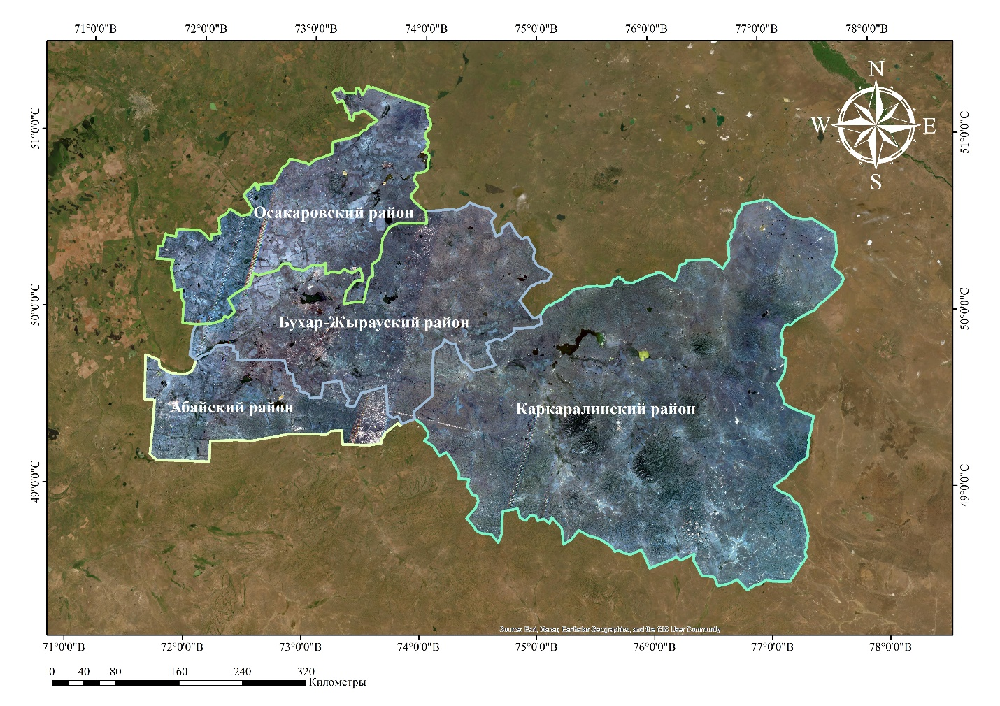 71°0'0"В 72°0'0"В 73°0'0"В 74°0'0"В 75°0'0"В 76°0'0"В 77°0'0"В 78°0'0"В
N
W E
S
51°0'0"С 51°0'0"С
Осакаровский район
50°0'0"С 50°0'0"С
Бухар-Жырауский район
Абайский район
Каркаралинский район
49°0'0"С 49°0'0"С
Source: Esri, Maxar, Earthstar Geographics, and the GIS User Community
71°0'0"В 72°0'0"В 73°0'0"В 74°0'0"В 75°0'0"В 76°0'0"В 77°0'0"В 78°0'0"В
0 40 80 160 240 320
Километры